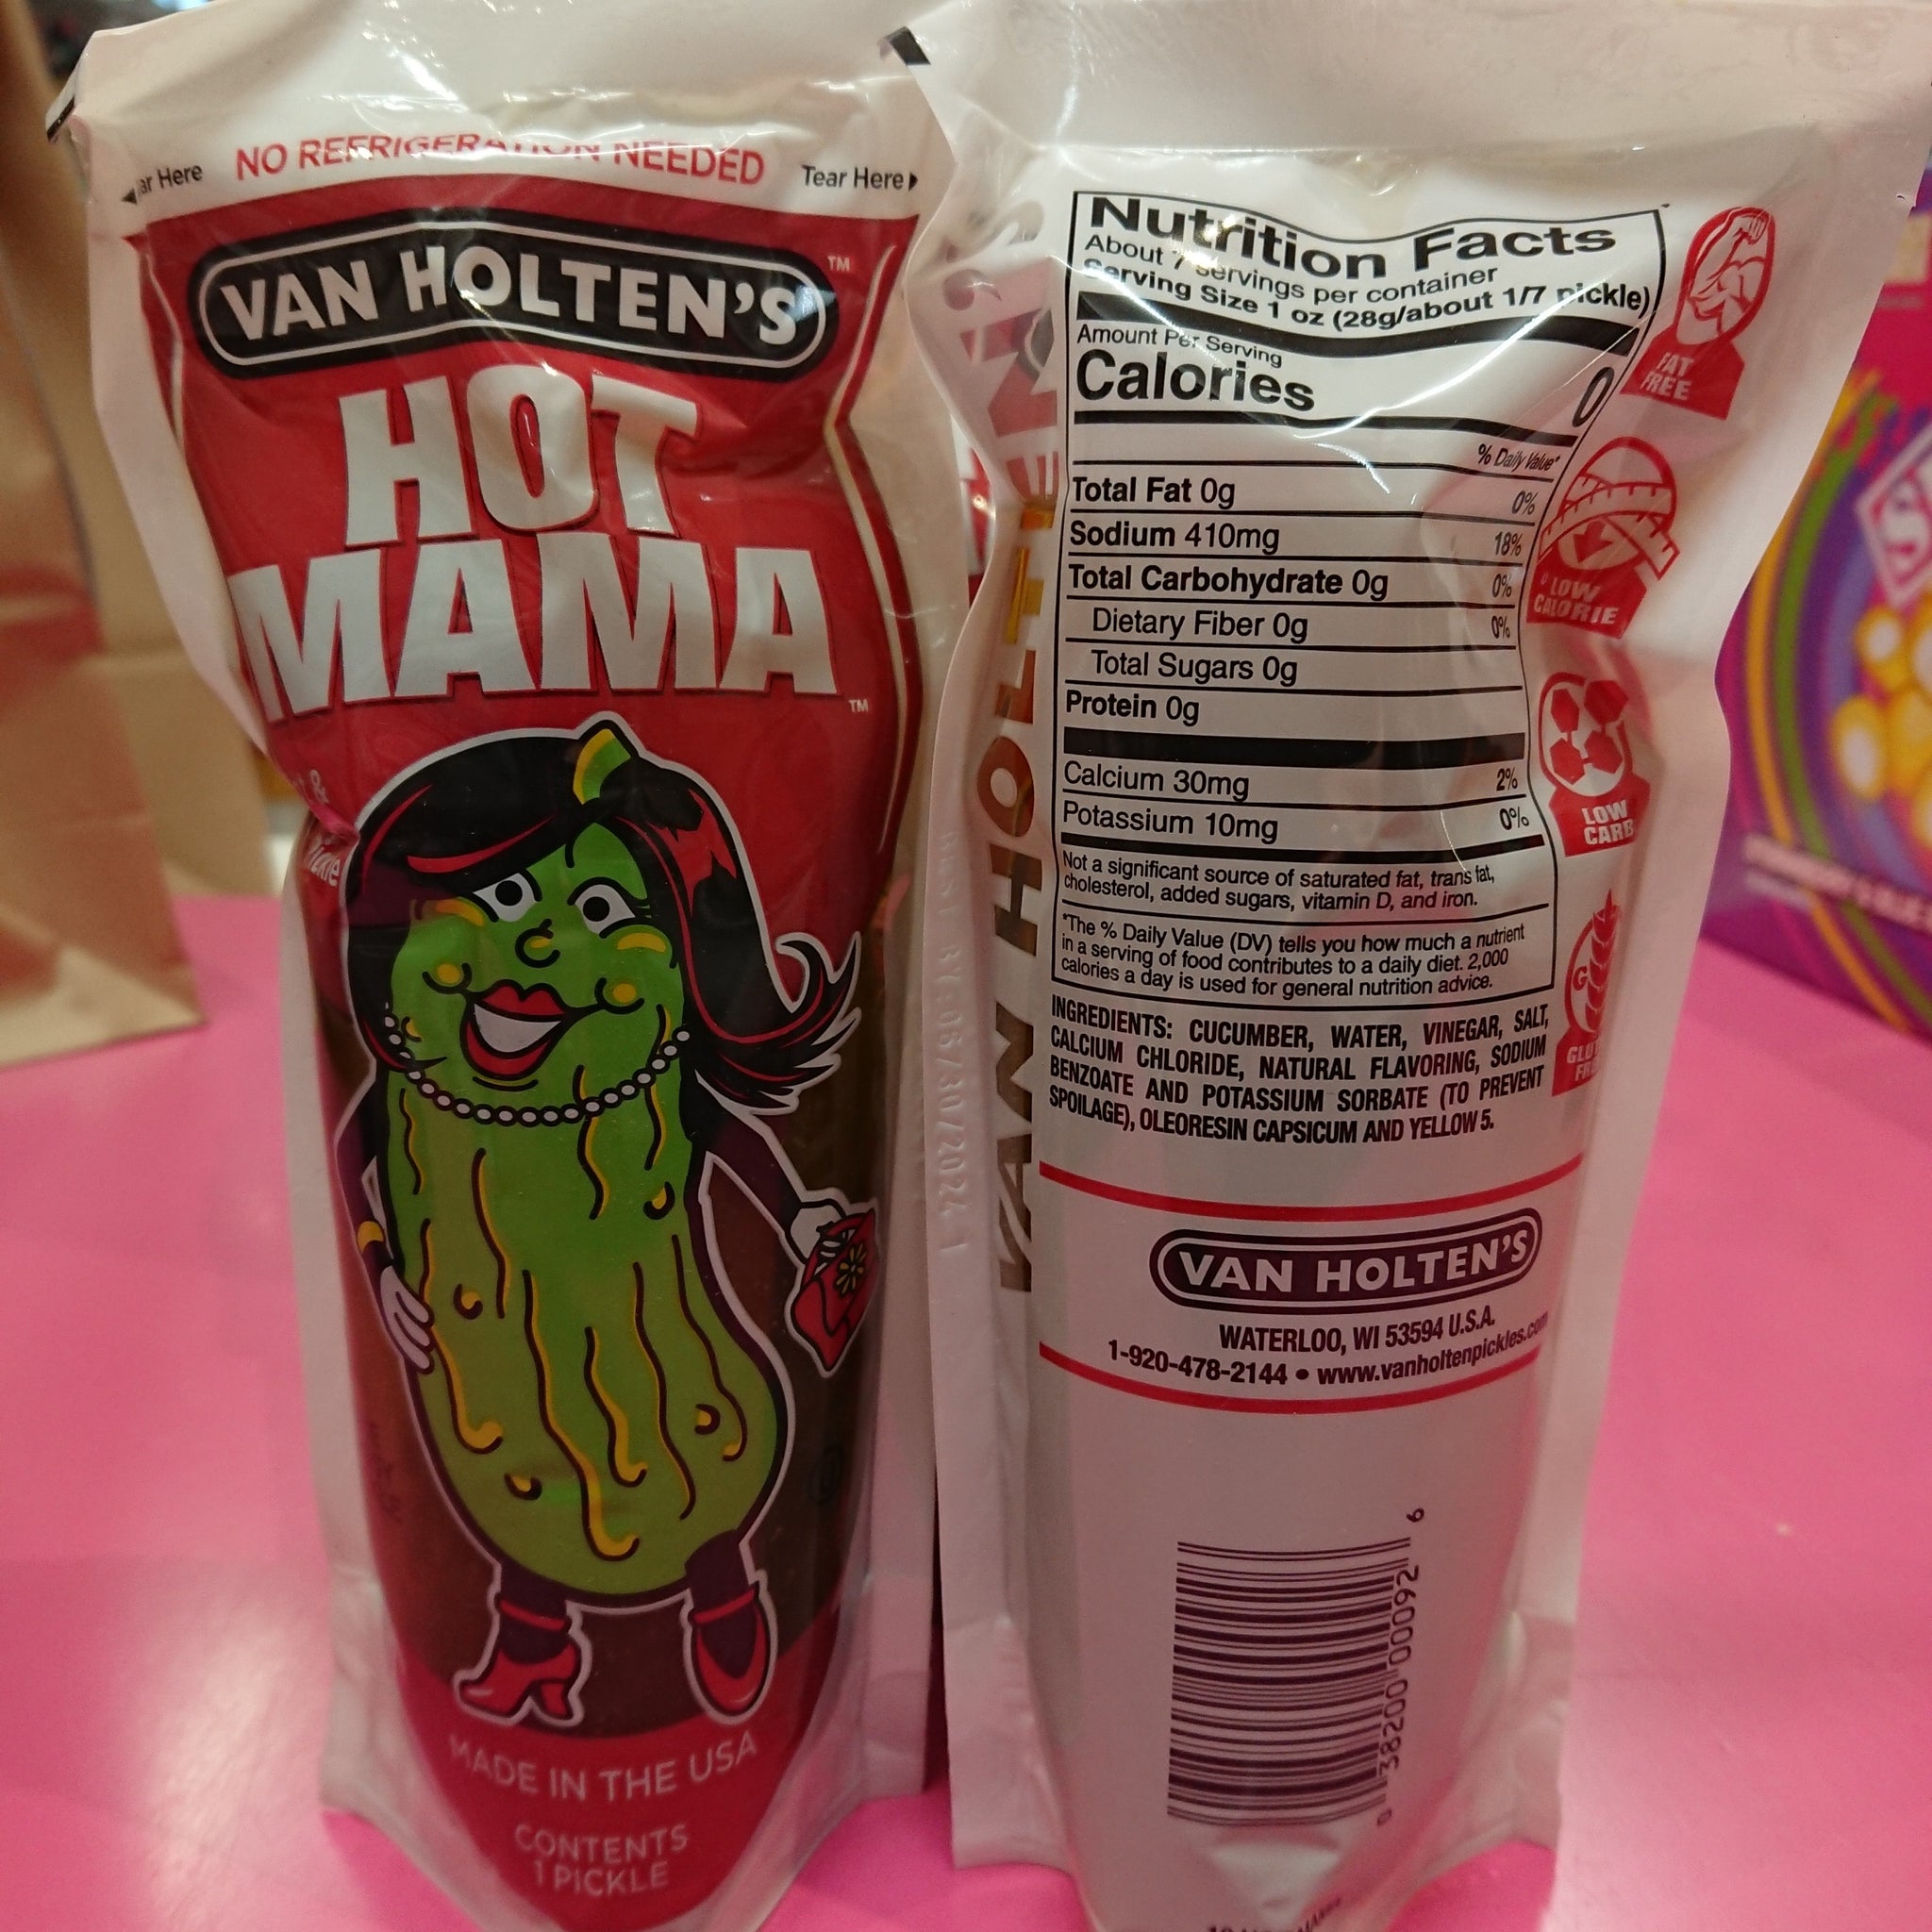 NO REFRIGERATION NEEDED
Here
Tear Here
VAN HOLTEN'S™
HOT
MAMA™
&
MADE IN THE USA
CONTENTS
1 PICKLE
VAN HOLTEN'S
Nutrition Facts
About 7 servings per container
Serving Size 1 oz (28g/about 1/7 pickle)
Amount Per Serving
Calories 0
% Daily Value*
Total Fat 0g 0%
Sodium 410mg 18%
Total Carbohydrate 0g 0%
Dietary Fiber 0g 0%
Total Sugars 0g
Protein 0g
Calcium 30mg 2%
Potassium 10mg 0%
Not a significant source of saturated fat, trans fat,
cholesterol, added sugars, vitamin D, and iron.
*The % Daily Value (DV) tells you how much a nutrient
in a serving of food contributes to a daily diet. 2,000
calories a day is used for general nutrition advice.
INGREDIENTS: CUCUMBER, WATER, VINEGAR, SALT,
CALCIUM CHLORIDE, NATURAL FLAVORING, SODIUM
BENZOATE AND POTASSIUM SORBATE (TO PREVENT
SPOILAGE), OLEORESIN CAPSICUM AND YELLOW 5.
FAT
FREE
LOW
CALORIE
LOW
CARB
VAN HOLTEN'S
WATERLOO, WI 53594 U.S.A.
1-920-478-2144 • www.vanholtenpickles.com
0 38200 00092 6